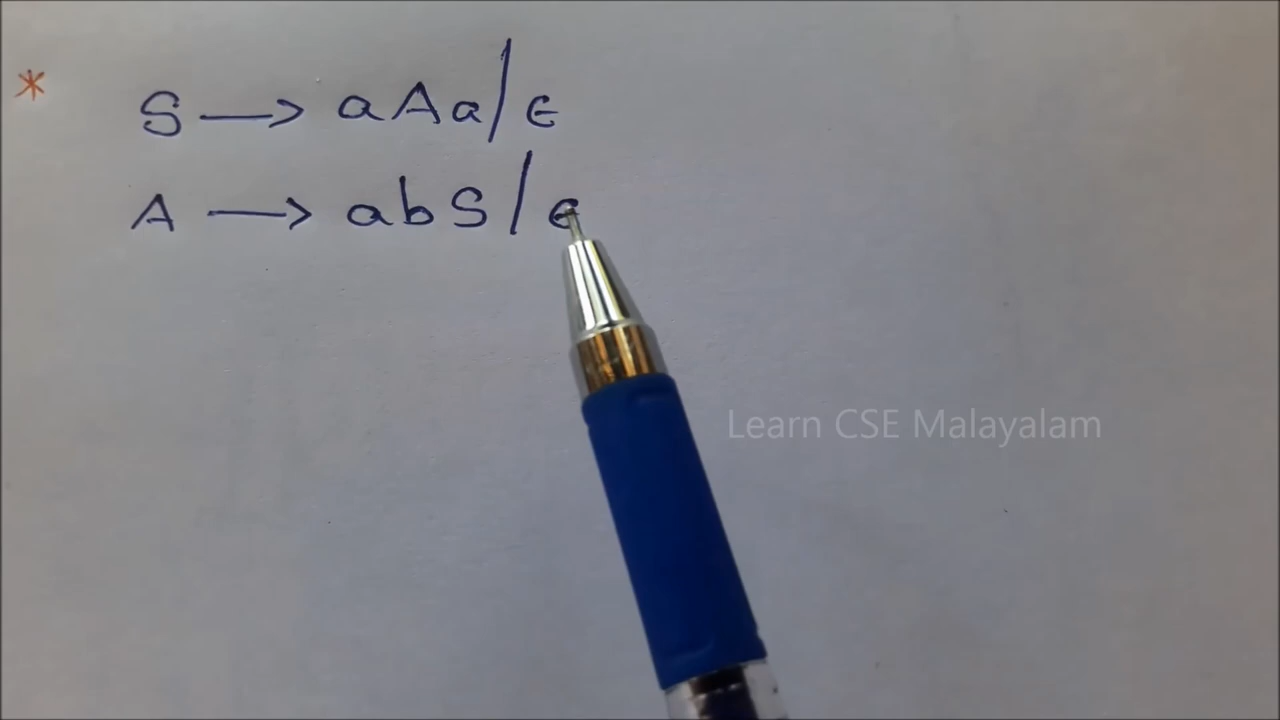 * S → aAa/ε
A → abS/ε
Learn CSE Malayalam